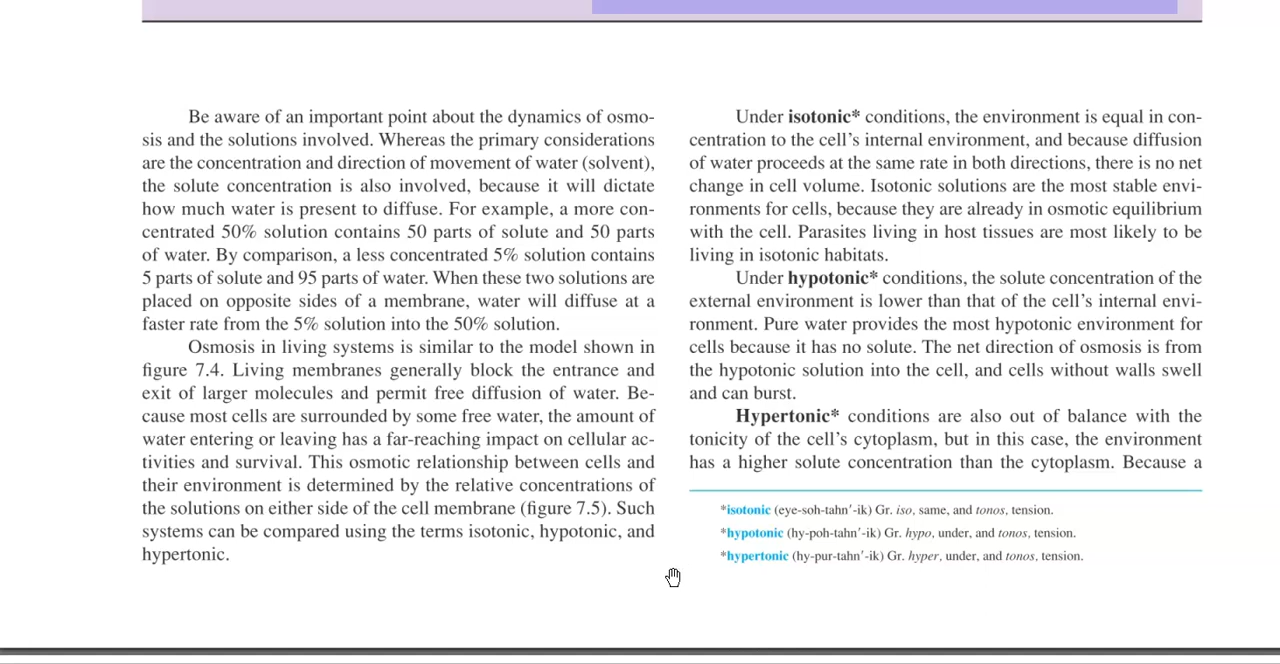 Be aware of an important point about the dynamics of osmo-
sis and the solutions involved. Whereas the primary considerations
are the concentration and direction of movement of water (solvent),
the solute concentration is also involved, because it will dictate
how much water is present to diffuse. For example, a more con-
centrated 50% solution contains 50 parts of solute and 50 parts
of water. By comparison, a less concentrated 5% solution contains
5 parts of solute and 95 parts of water. When these two solutions are
placed on opposite sides of a membrane, water will diffuse at a
faster rate from the 5% solution into the 50% solution.
Osmosis in living systems is similar to the model shown in
figure 7.4. Living membranes generally block the entrance and
exit of larger molecules and permit free diffusion of water. Be-
cause most cells are surrounded by some free water, the amount of
water entering or leaving has a far-reaching impact on cellular ac-
tivities and survival. This osmotic relationship between cells and
their environment is determined by the relative concentrations of
the solutions on either side of the cell membrane (figure 7.5). Such
systems can be compared using the terms isotonic, hypotonic, and
hypertonic.
Under isotonic* conditions, the environment is equal in con-
centration to the cell's internal environment, and because diffusion
of water proceeds at the same rate in both directions, there is no net
change in cell volume. Isotonic solutions are the most stable envi-
ronments for cells, because they are already in osmotic equilibrium
with the cell. Parasites living in host tissues are most likely to be
living in isotonic habitats.
Under hypotonic* conditions, the solute concentration of the
external environment is lower than that of the cell's internal envi-
ronment. Pure water provides the most hypotonic environment for
cells because it has no solute. The net direction of osmosis is from
the hypotonic solution into the cell, and cells without walls swell
and can burst.
Hypertonic* conditions are also out of balance with the
tonicity of the cell's cytoplasm, but in this case, the environment
has a higher solute concentration than the cytoplasm. Because a
*isotonic (eye-soh-tahn′-ik) Gr. iso, same, and tonos, tension.
*hypotonic (hy-poh-tahn′-ik) Gr. hypo, under, and tonos, tension.
*hypertonic (hy-pur-tahn′-ik) Gr. hyper, under, and tonos, tension.